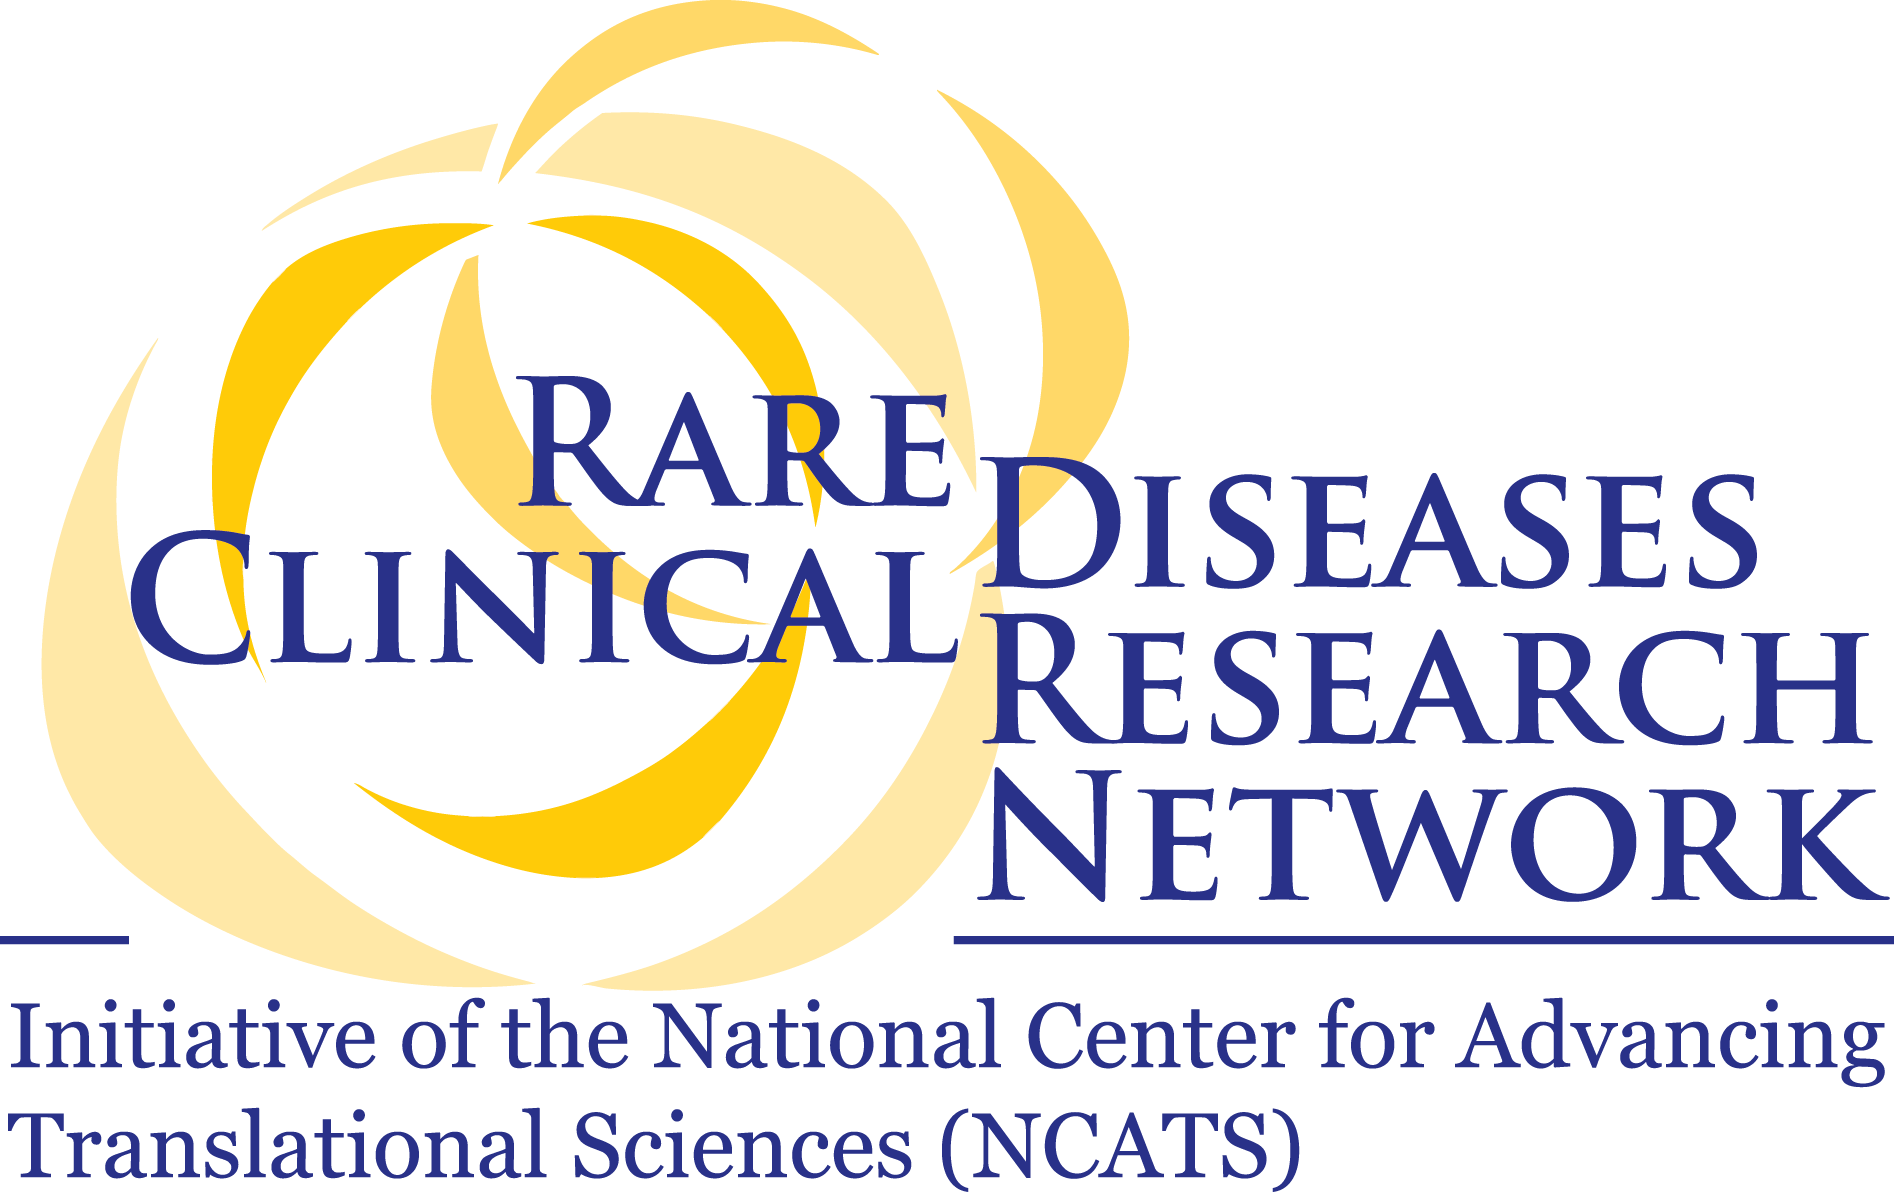 RARE
DISEASES
CLINICAL
RESEARCH
NETWORK
Initiative of the National Center for Advancing
Translational Sciences (NCATS)